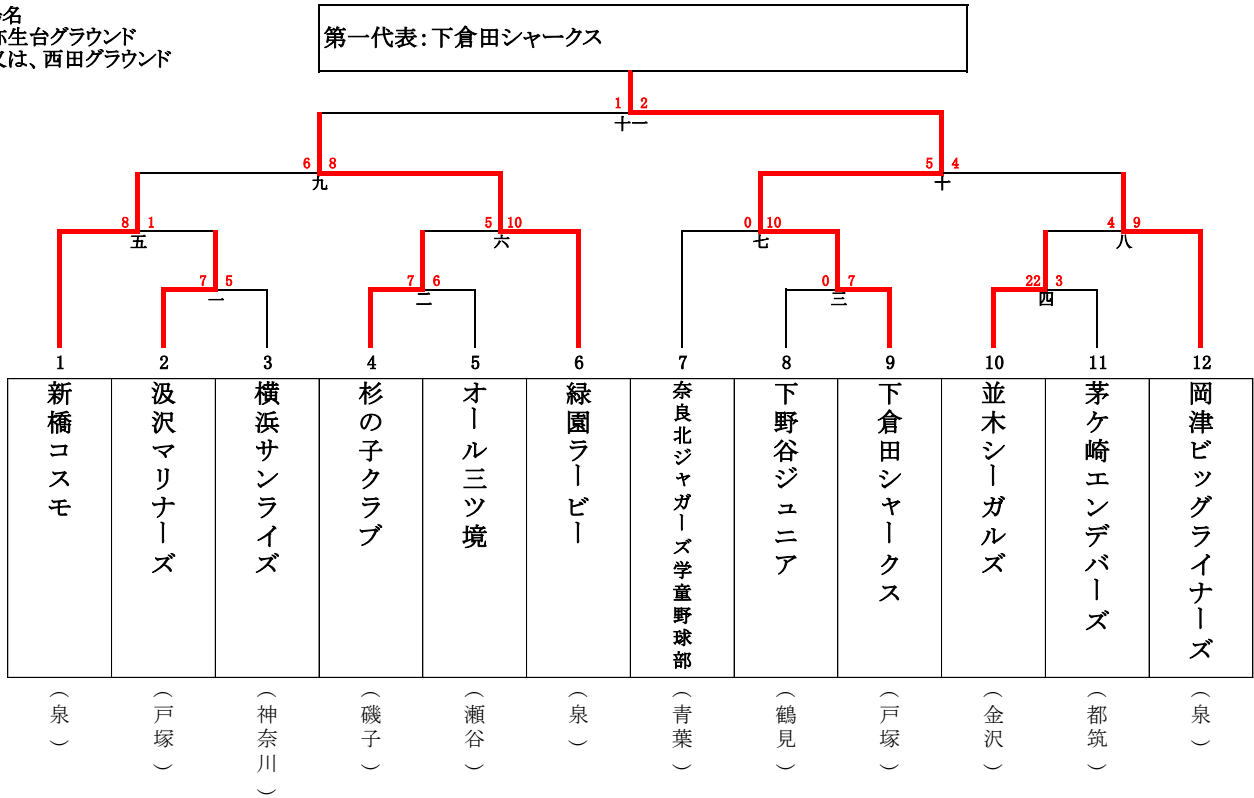 名
弥生台グラウンド
又は、西田グラウンド
第一代表：下倉田シャークス
1 2
十一
6 8
九
5 4
十
8 1
五
5 10
六
0 10
七
4 9
八
7 5
一
7 6
二
0 7
三
22 3
四
1 2 3 4 5 6 7 8 9 10 11 12
新橋コスモ
（泉）
汲沢マリナーズ
（戸塚）
横浜サンライズ
（神奈川）
杉の子クラブ
（磯子）
オール三ツ境
（瀬谷）
緑園ラービー
（泉）
奈良北ジャガーズ学童野球部
（青葉）
下野谷ジュニア
（鶴見）
下倉田シャークス
（戸塚）
並木シーガルズ
（金沢）
茅ケ崎エンデバーズ
（都筑）
岡津ビッグライナーズ
（泉）